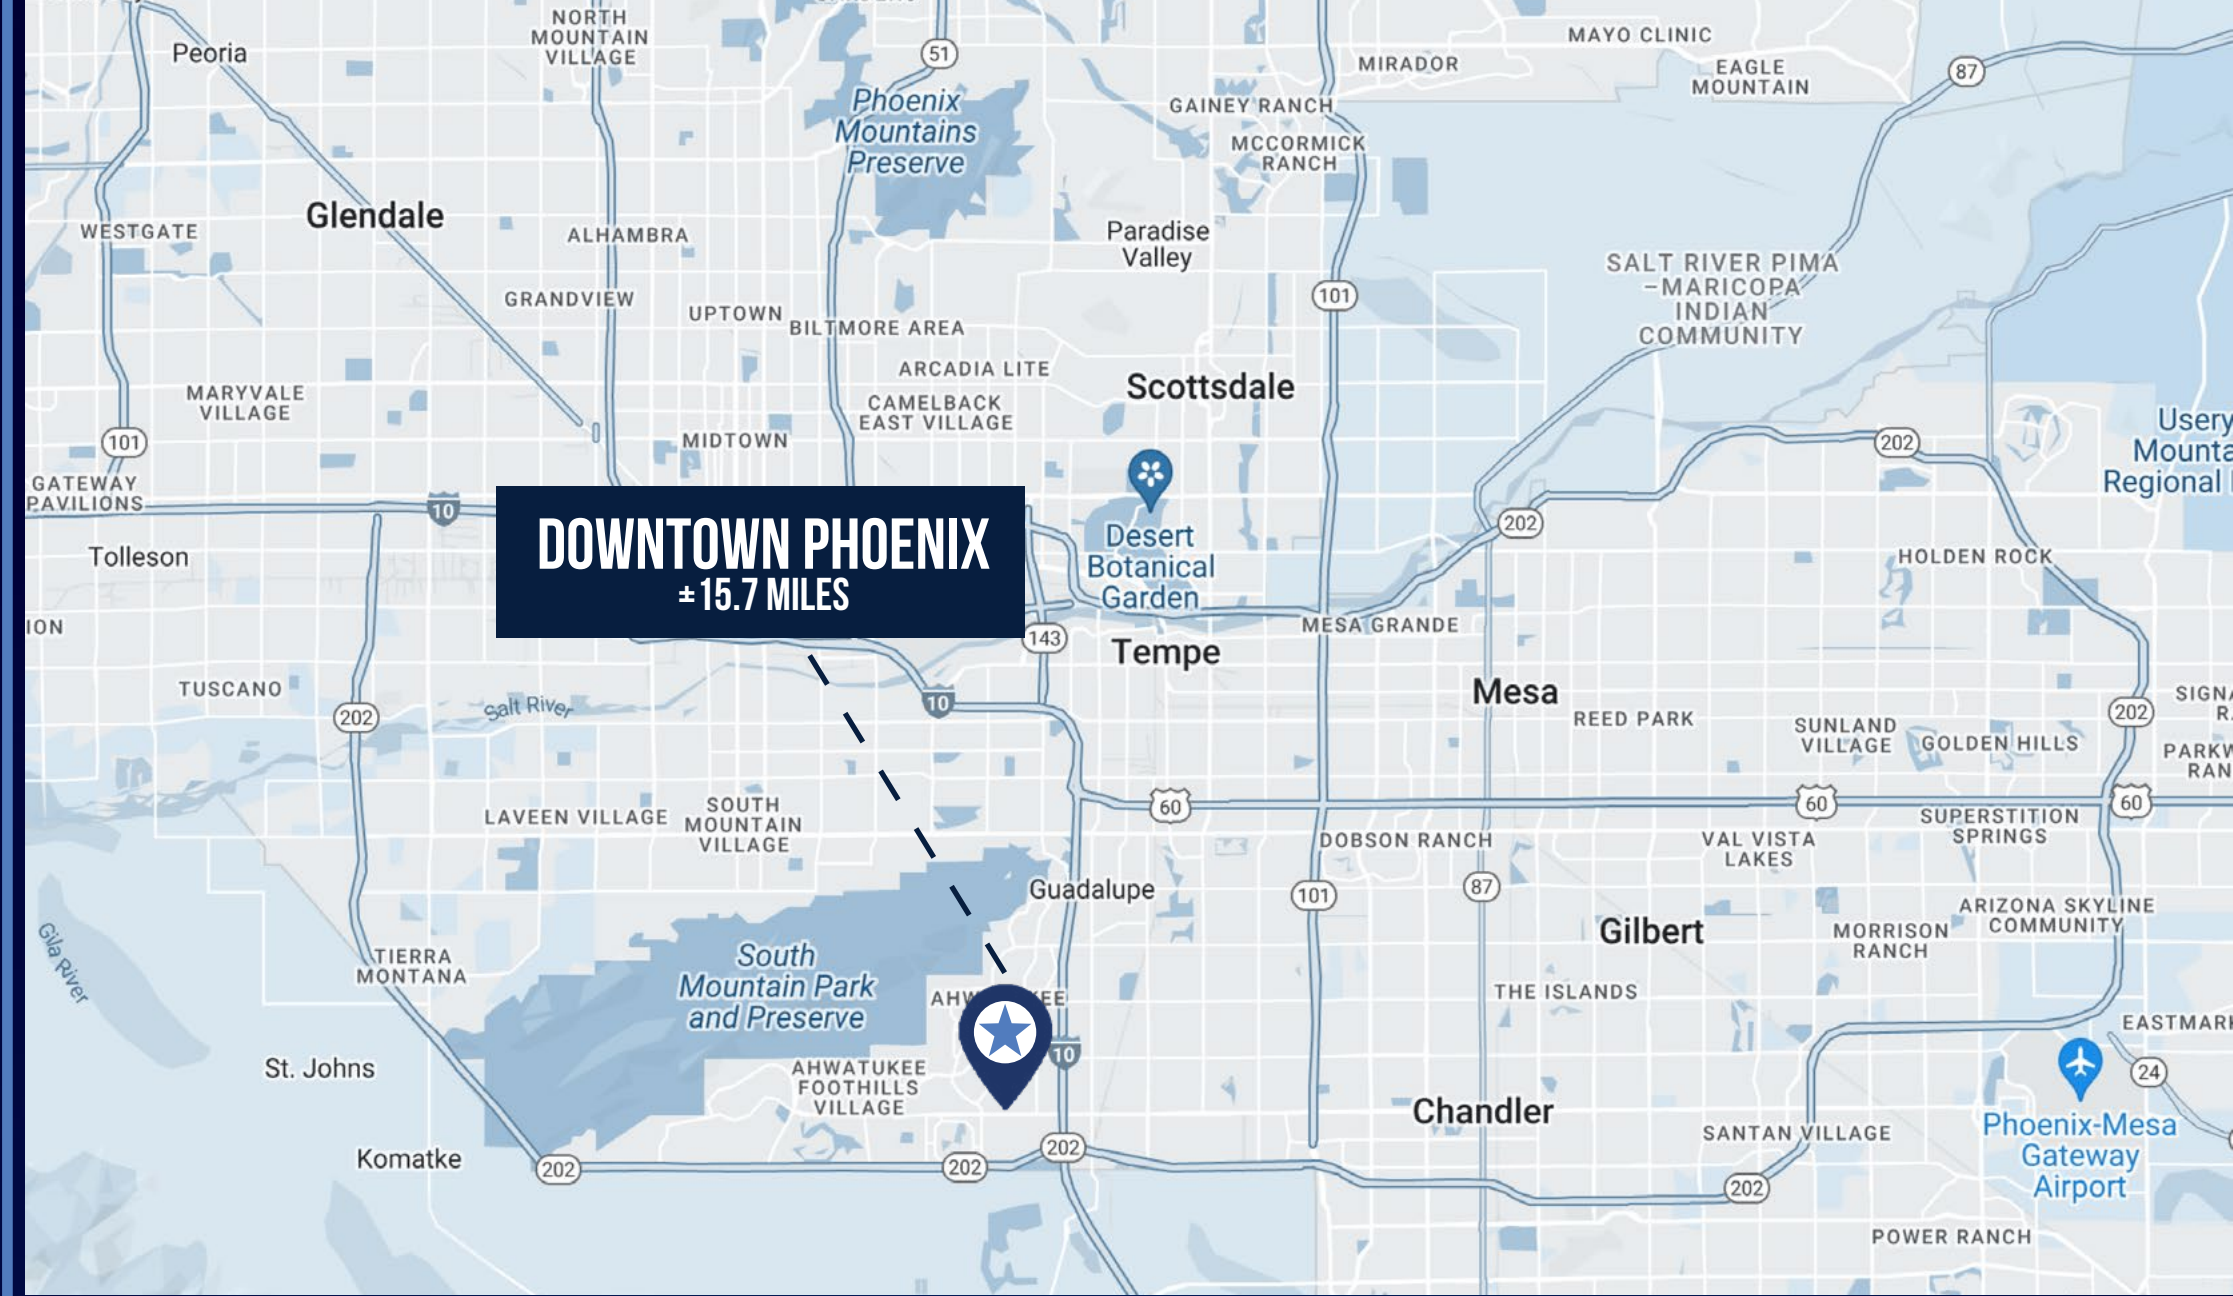 NORTH
MOUNTAIN
VILLAGE
Peoria
51
MAYO CLINIC
MIRADOR
EAGLE
MOUNTAIN
87
Phoenix
Mountains
Preserve
GAINEY RANCH
MCCORMICK
RANCH
Glendale
WESTGATE
ALHAMBRA
Paradise
Valley
SALT RIVER PIMA
–MARICOPA
INDIAN
COMMUNITY
GRANDVIEW
101
UPTOWN
BILTMORE AREA
ARCADIA LITE
Scottsdale
MARYVALE
VILLAGE
CAMELBACK
EAST VILLAGE
Usery
Mounta
Regional
101
MIDTOWN
202
GATEWAY
PAVILIONS
10
202
DOWNTOWN PHOENIX
±15.7 MILES
Desert
Botanical
Garden
Tolleson
HOLDEN ROCK
ION
143
MESA GRANDE
Tempe
TUSCANO
Salt River
202
10
Mesa
REED PARK
SUNLAND
VILLAGE
GOLDEN HILLS
202
SIGNA
R
PARKW
RAN
LAVEEN VILLAGE
SOUTH
MOUNTAIN
VILLAGE
60
60
60
SUPERSTITION
SPRINGS
DOBSON RANCH
VAL VISTA
LAKES
Guadalupe
101
87
Gila River
Gilbert
ARIZONA SKYLINE
COMMUNITY
MORRISON
RANCH
TIERRA
MONTANA
South
Mountain Park
and Preserve
AHW
KEE
THE ISLANDS
EASTMARK
10
St. Johns
AHWATUKEE
FOOTHILLS
VILLAGE
24
Chandler
Phoenix-Mesa
Gateway
Airport
SANTAN VILLAGE
Komatke
202
202
202
202
POWER RANCH